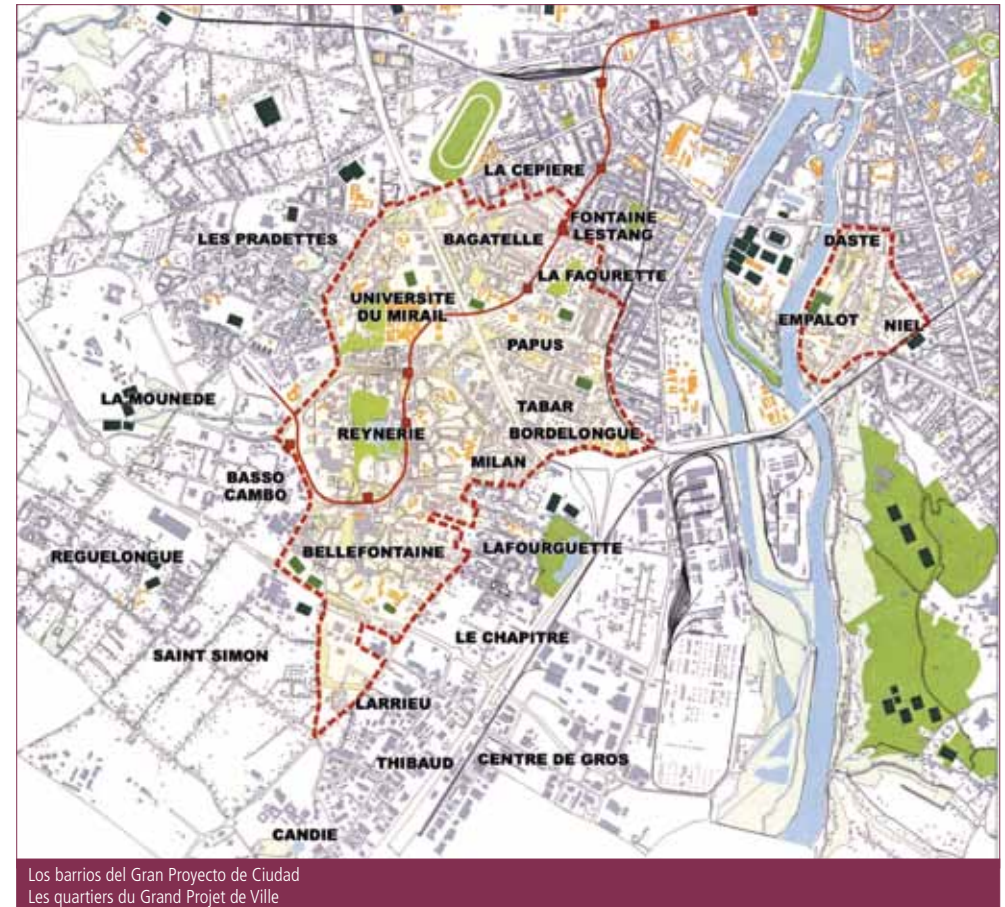 LA CEPIERE
FONTAINE
LESTANG
LES PRADETTES
BAGATELLE
DASTE
LA FAOURETTE
UNIVERSITE
DU MIRAIL
EMPALOT
NIEL
PAPUS
LA MOUNEDE
TABAR
REYNERIE
BORDELONGUE
MILAN
BASSO
CAMBO
REGUELONGUE
BELLEFONTAINE
LAFOURGUETTE
LE CHAPITRE
SAINT SIMON
LARRIEU
THIBAUD
CENTRE DE GROS
CANDIE
Los barrios del Gran Proyecto de Ciudad
Les quartiers du Grand Projet de Ville